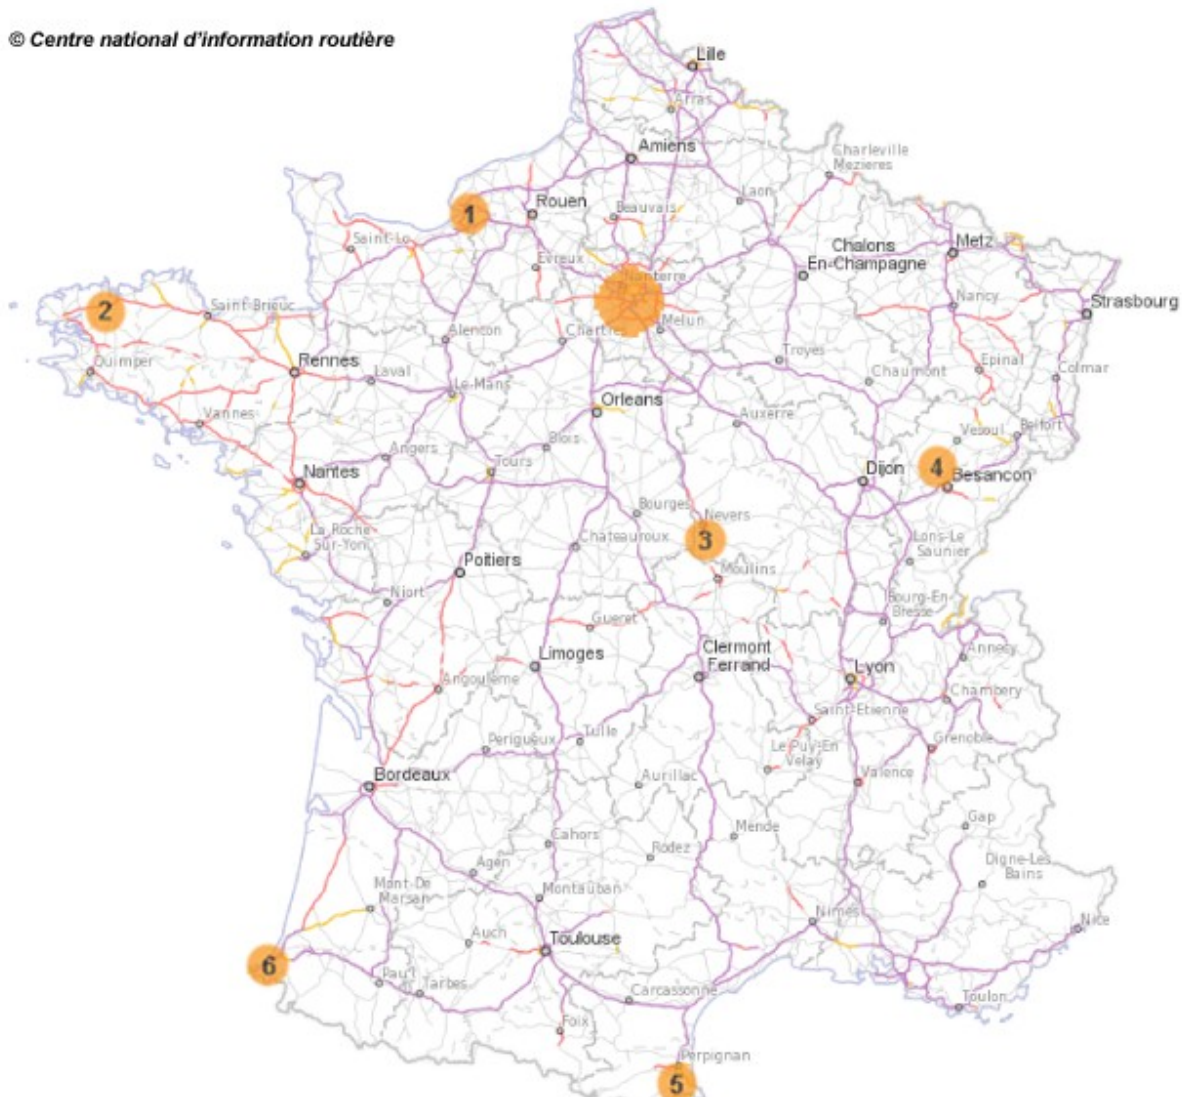 © Centre national d'information routière
Lille
Arras
Amiens
Charleville
Mezieres
Laon
1
Rouen
Beauvais
Saint-Lo
Chalons
En-Champagne
Metz
Evreux
Nanterre
2
Saint-Brieuc
Nancy
Strasbourg
Melun
Alencon
Chartres
Troyes
Quimper
Rennes
Laval
Le-Mans
Epinal
Chaumont
Colmar
Orleans
Vannes
Auxerre
Vesoul
Belfort
Angers
Blois
Tours
Nantes
Dijon
4
Besancon
Bourges
Nevers
La Roche-
Sur-Yon
Chateauroux
3
Lons-Le
Saunier
Poitiers
Moulins
Niort
Bourg-En-
Bresse
Gueret
Limoges
Clermont
Ferrand
Annecy
Lyon
Angouleme
Chambery
Saint-Etienne
Perigueux
Tulle
Grenoble
Le-Puy-En
Velay
Bordeaux
Aurillac
Valence
Gap
Cahors
Mende
Rodez
Agen
Digne-Les
Bains
Mont-De
Marsan
Montauban
Nimes
Nice
Auch
Toulouse
6
Pau
Tarbes
Carcassonne
Toulon
Foix
Perpignan
5